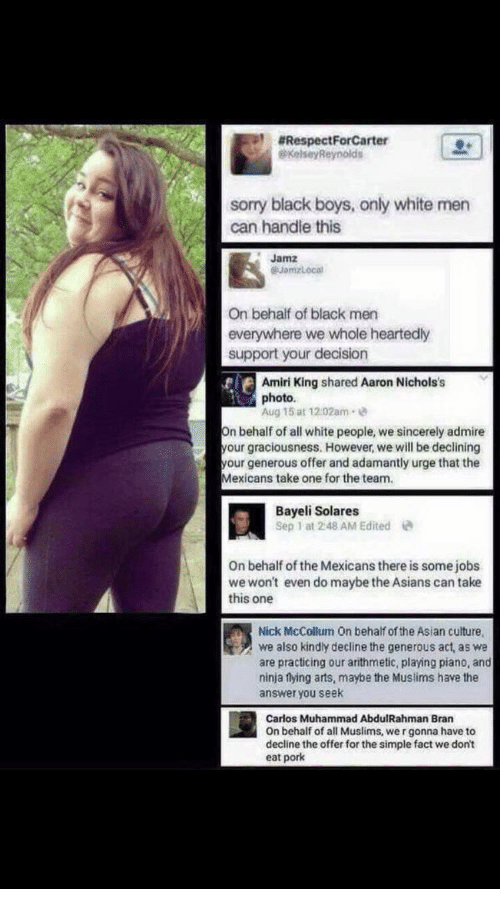 #RespectForCarter
@KelseyReynolds
sorry black boys, only white men
can handle this
Jamz
@JamzLocal
On behalf of black men
everywhere we whole heartedly
support your decision
Amiri King shared Aaron Nichols's
photo.
Aug 15 at 12:02am
On behalf of all white people, we sincerely admire
your graciousness. However, we will be declining
your generous offer and adamantly urge that the
Mexicans take one for the team.
Bayeli Solares
Sep 1 at 2:48 AM Edited
On behalf of the Mexicans there is some jobs
we won't even do maybe the Asians can take
this one
Nick McCollum On behalf of the Asian culture,
we also kindly decline the generous act, as we
are practicing our arithmetic, playing piano, and
ninja flying arts, maybe the Muslims have the
answer you seek
Carlos Muhammad AbdulRahman Bran
On behalf of all Muslims, we r gonna have to
decline the offer for the simple fact we don't
eat pork